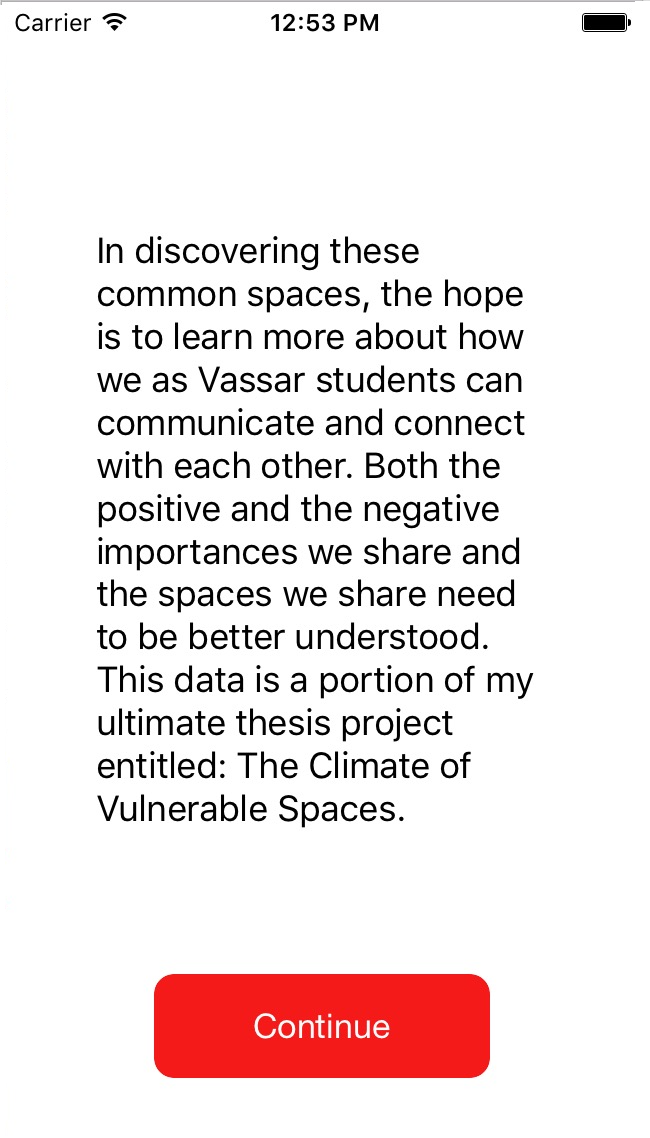 Carrier 12:53 PM
In discovering these
common spaces, the hope
is to learn more about how
we as Vassar students can
communicate and connect
with each other. Both the
positive and the negative
importances we share and
the spaces we share need
to be better understood.
This data is a portion of my
ultimate thesis project
entitled: The Climate of
Vulnerable Spaces.
Continue